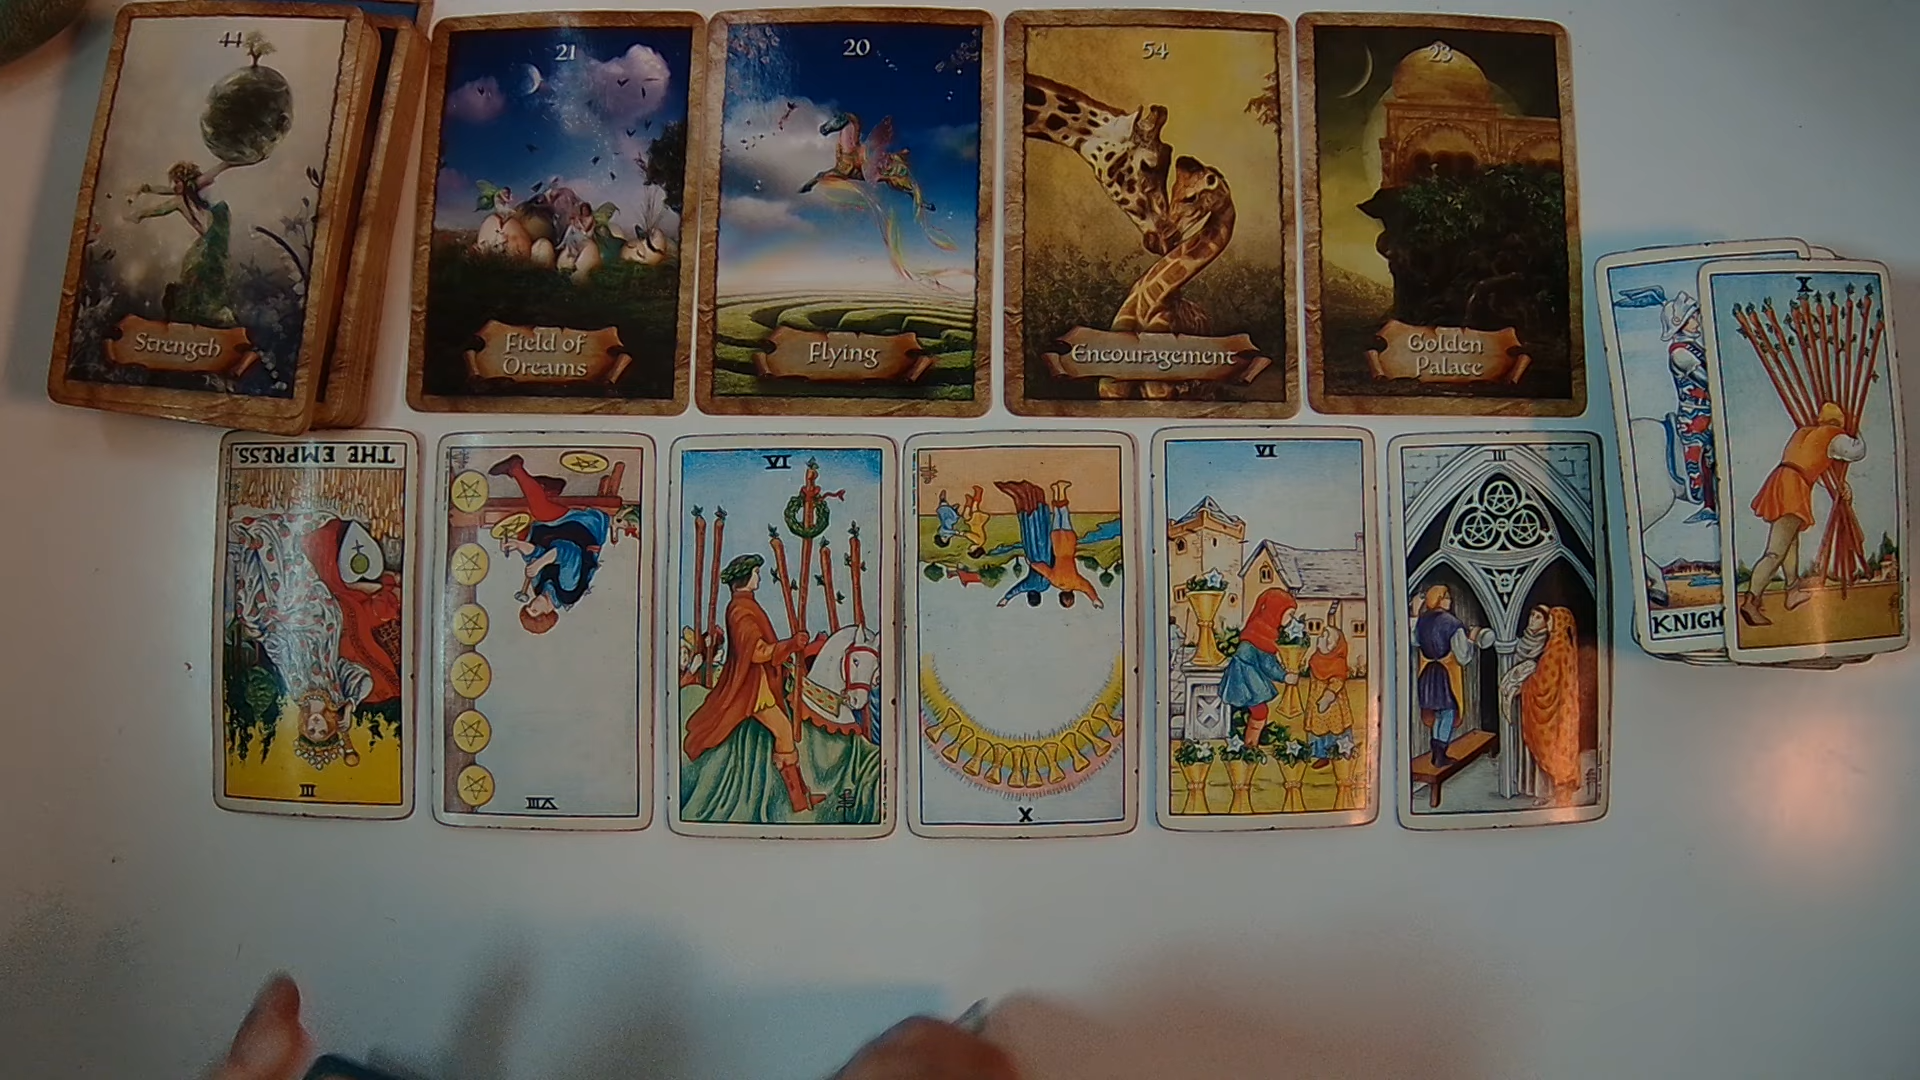 44
Strength
21
Field of
Dreams
20
Flying
54
Encouragement
23
Golden
Palace
THE EMPRESS.
III
VIII
VI
X
VI
III
KNIGH
X